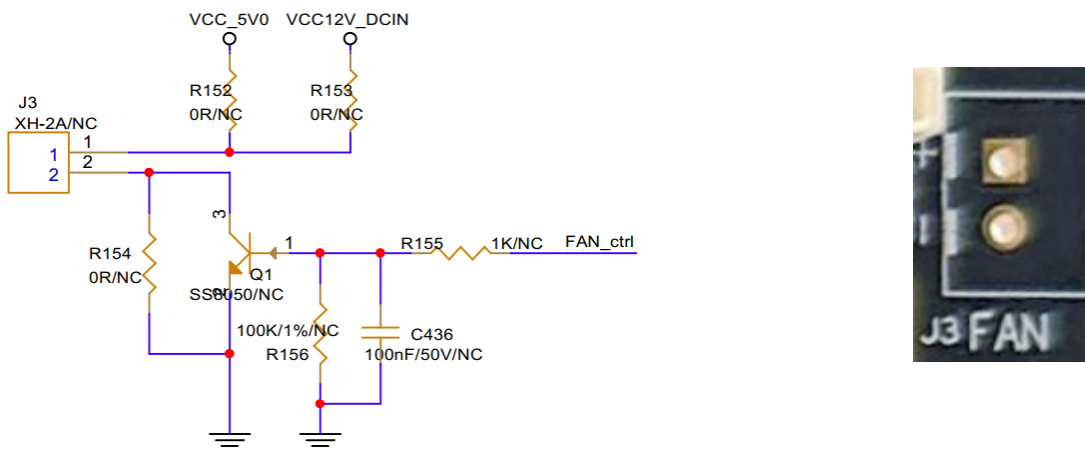 VCC_5V0 VCC12V_DCIN
R152 R153
0R/NC 0R/NC
J3
XH-2A/NC
1 1
2 2
3
R154
0R/NC
1
R155 1K/NC FAN_ctrl
Q1
2
SS8050/NC
100K/1%/NC
R156
C436
100nF/50V/NC
+
-
J3 FAN